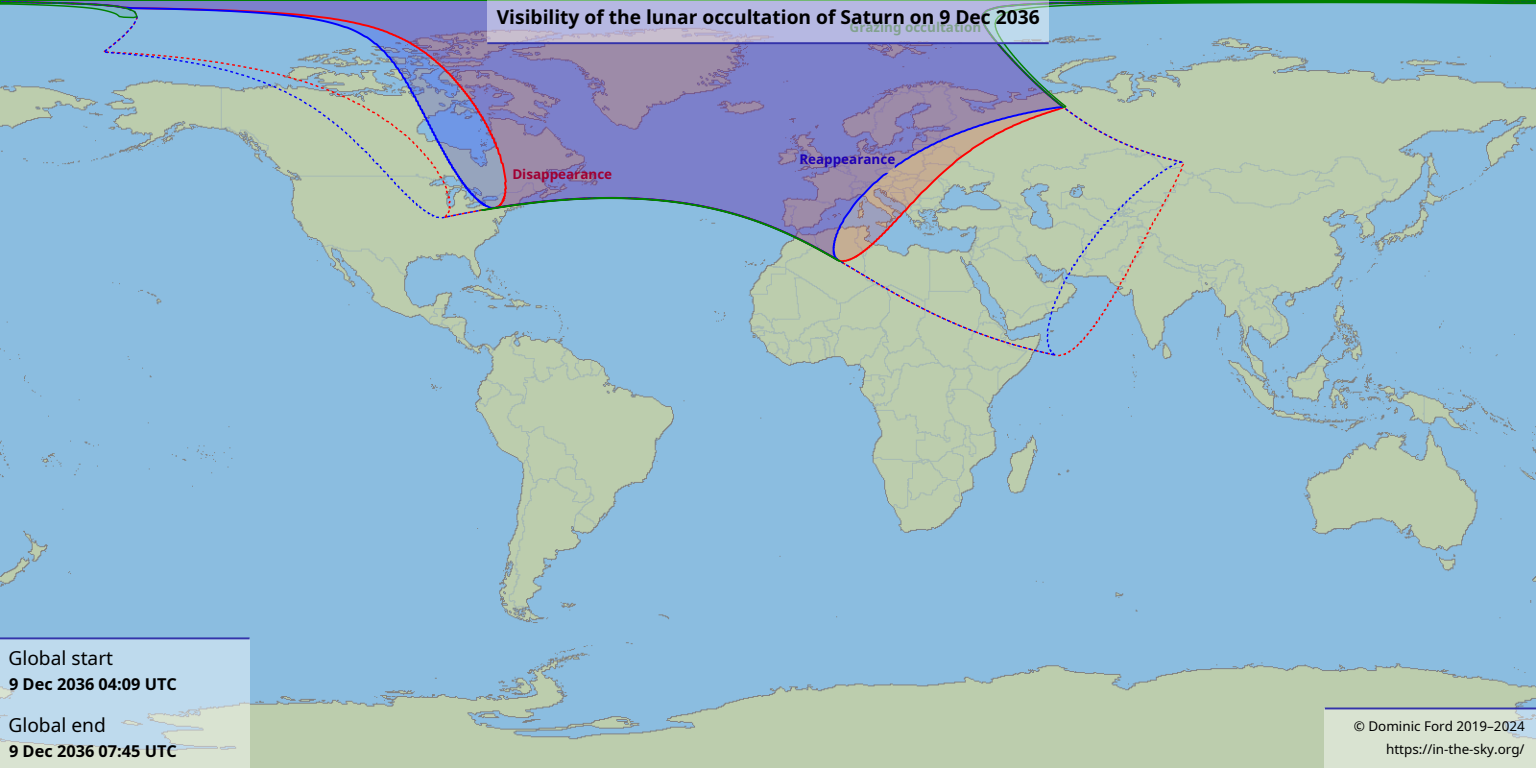 Visibility of the lunar occultation of Saturn on 9 Dec 2036
Grazing occultation
Reappearance
Disappearance
Global start
9 Dec 2036 04:09 UTC
Global end
9 Dec 2036 07:45 UTC
© Dominic Ford 2019–2024
https://in-the-sky.org/